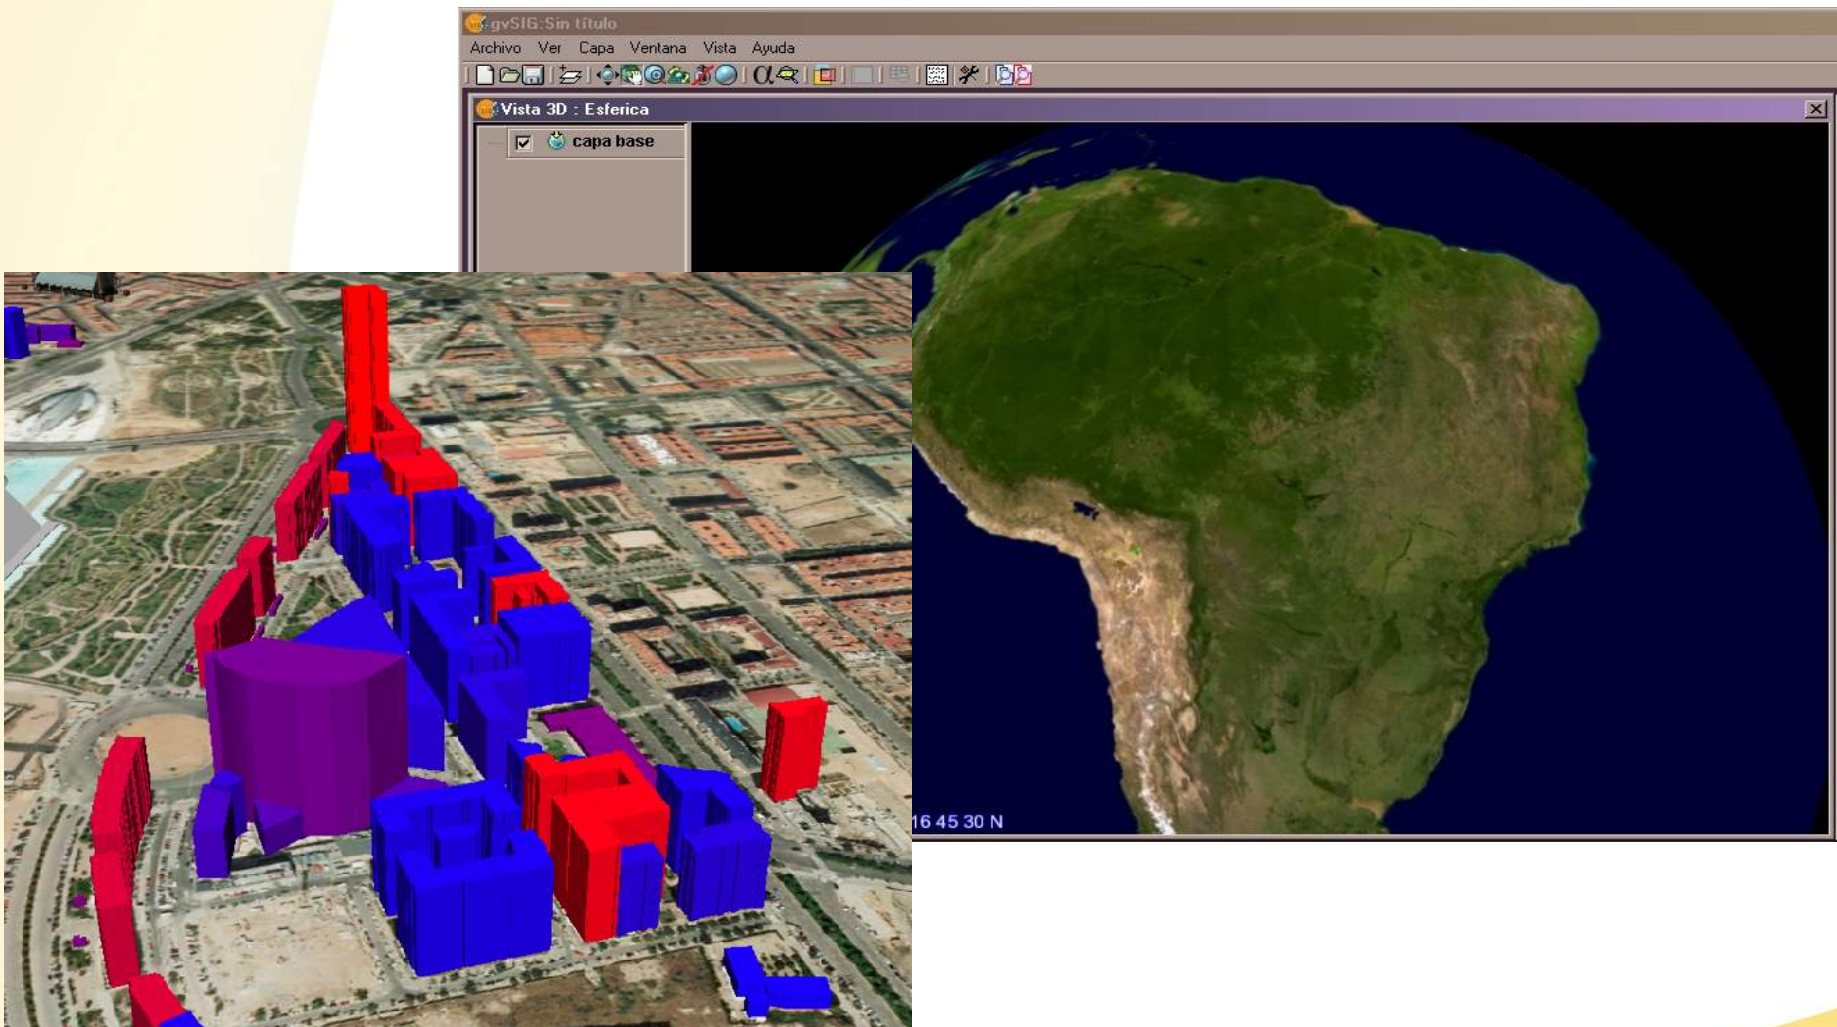 gvSIG:Sin título
Archivo Ver Capa Ventana Vista Ayuda
Vista 3D : Esferica
capa base
16 45 30 N